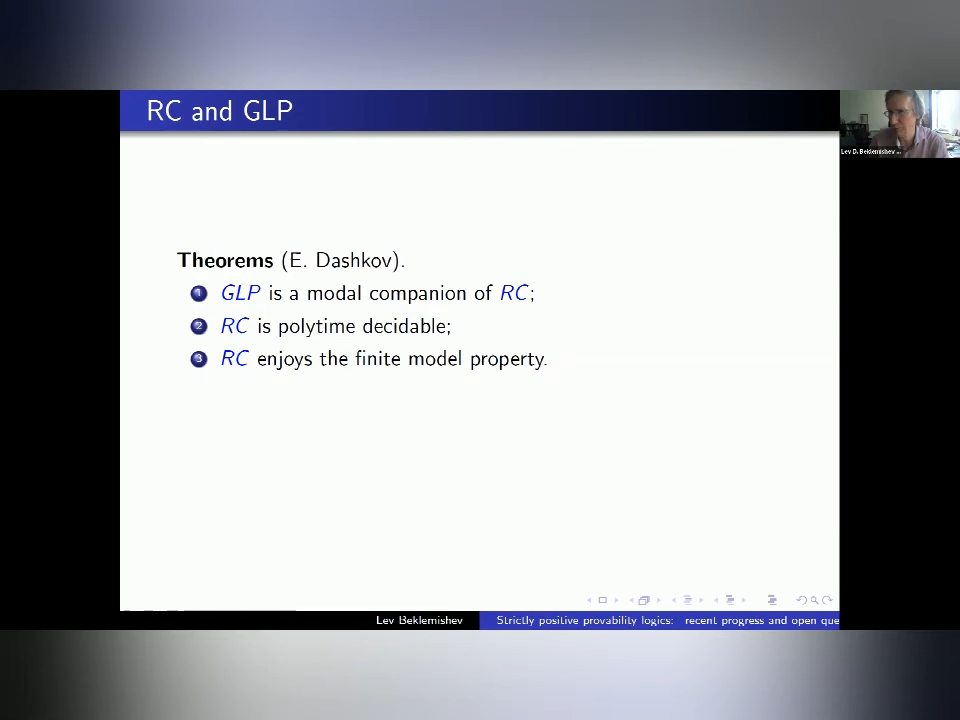 RC and GLP
Lev D. Beklemishev ...
Theorems (E. Dashkov).
1 GLP is a modal companion of RC;
2 RC is polytime decidable;
3 RC enjoys the finite model property.
Lev Beklemishev
Strictly positive provability logics: recent progress and open que